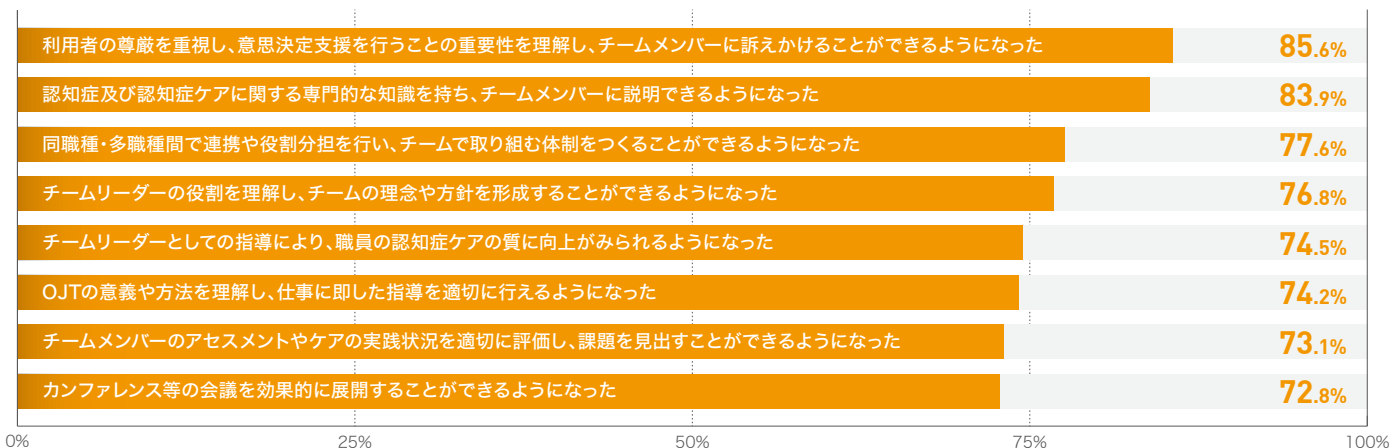 利用者の尊厳を重視し、意思決定支援を行うことの重要性を理解し、チームメンバーに訴えかけることができるようになった 85.6%
認知症及び認知症ケアに関する専門的な知識を持ち、チームメンバーに説明できるようになった 83.9%
同職種・多職種間で連携や役割分担を行い、チームで取り組む体制をつくることができるようになった 77.6%
チームリーダーの役割を理解し、チームの理念や方針を形成することができるようになった 76.8%
チームリーダーとしての指導により、職員の認知症ケアの質に向上がみられるようになった 74.5%
OJTの意義や方法を理解し、仕事に即した指導を適切に行えるようになった 74.2%
チームメンバーのアセスメントやケアの実践状況を適切に評価し、課題を見出すことができるようになった 73.1%
カンファレンス等の会議を効果的に展開することができるようになった 72.8%
0% 25% 50% 75% 100%